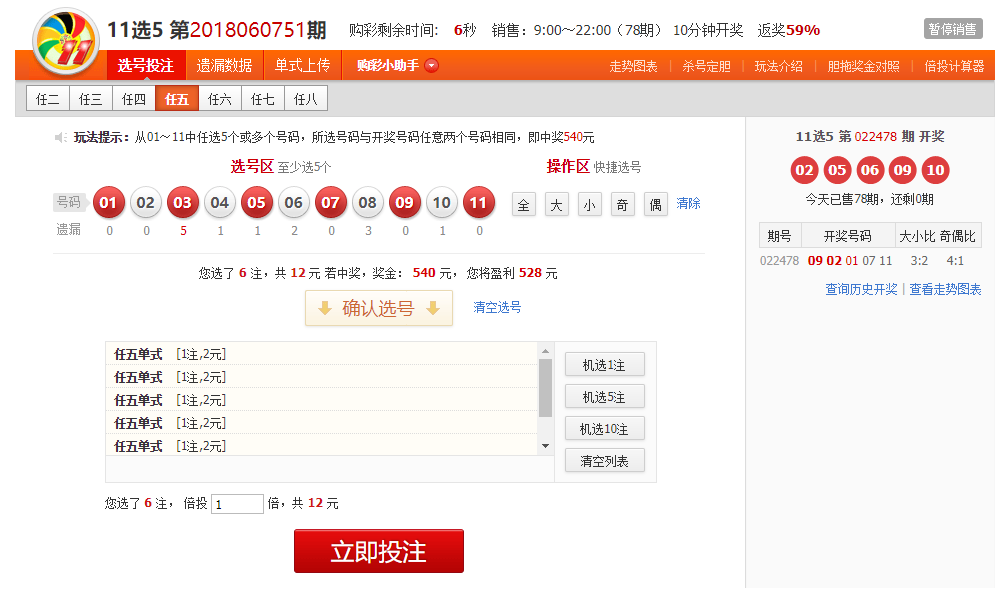 11选5 第2018060751期 购彩剩余时间: 6秒 销售：9:00～22:00（78期） 10分钟开奖 返奖59% 暂停销售
11
选号投注 遗漏数据 单式上传 购彩小助手 走势图表 | 杀号定胆 | 玩法介绍 | 胆拖奖金对照 | 倍投计算器
任二 任三 任四 任五 任六 任七 任八
玩法提示：从01～11中任选5个或多个号码，所选号码与开奖号码任意两个号码相同，即中奖540元
选号区 至少选5个 操作区 快捷选号
号码 01 02 03 04 05 06 07 08 09 10 11 全 大 小 奇 偶 清除
遗漏 0 0 5 1 1 2 0 3 0 1 0
您选了 6 注，共 12 元 若中奖，奖金： 540 元， 您将盈利 528 元
确认选号 清空选号
任五单式 [1注,2元]
任五单式 [1注,2元]
任五单式 [1注,2元]
任五单式 [1注,2元]
任五单式 [1注,2元]
机选1注
机选5注
机选10注
清空列表
您选了 6 注， 倍投 1 倍，共 12 元
立即投注
11选5 第 022478 期 开奖
02 05 06 09 10
今天已售78期，还剩0期
期号 开奖号码 大小比 奇偶比
022478 09 02 01 07 11 3:2 4:1
查询历史开奖 | 查看走势图表